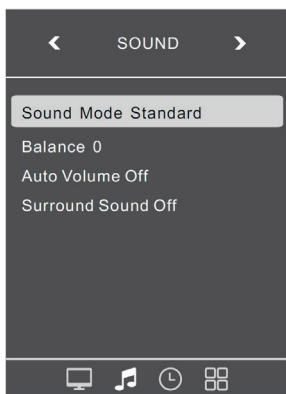 SOUND
Sound Mode Standard
Balance 0
Auto Volume Off
Surround Sound Off